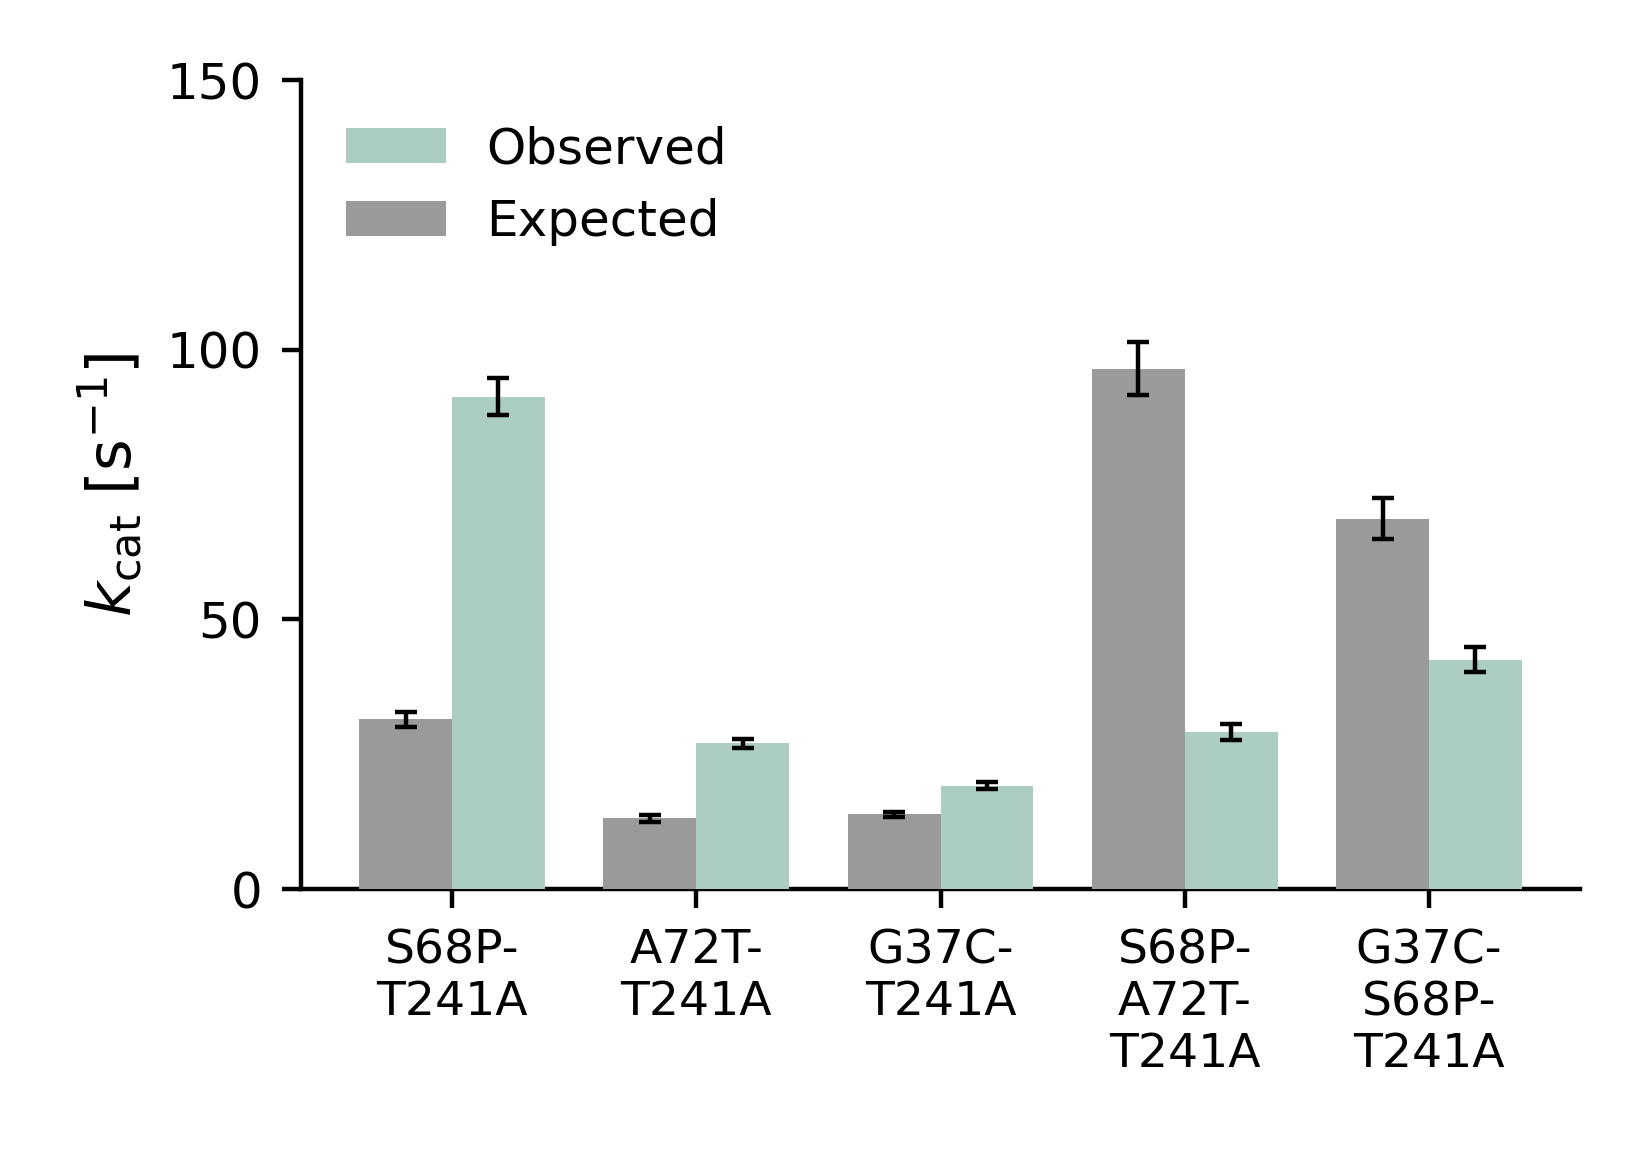 150
100
50
0
k_cat [s⁻¹]
Observed
Expected
S68P-
T241A
A72T-
T241A
G37C-
T241A
S68P-
A72T-
T241A
G37C-
S68P-
T241A